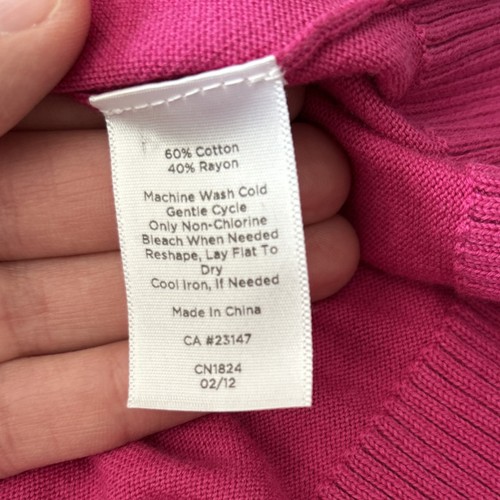 60% Cotton
40% Rayon
Machine Wash Cold
Gentle Cycle
Only Non-Chlorine
Bleach When Needed
Reshape, Lay Flat To
Dry
Cool Iron, If Needed
Made In China
CA #23147
CN1824
02/12